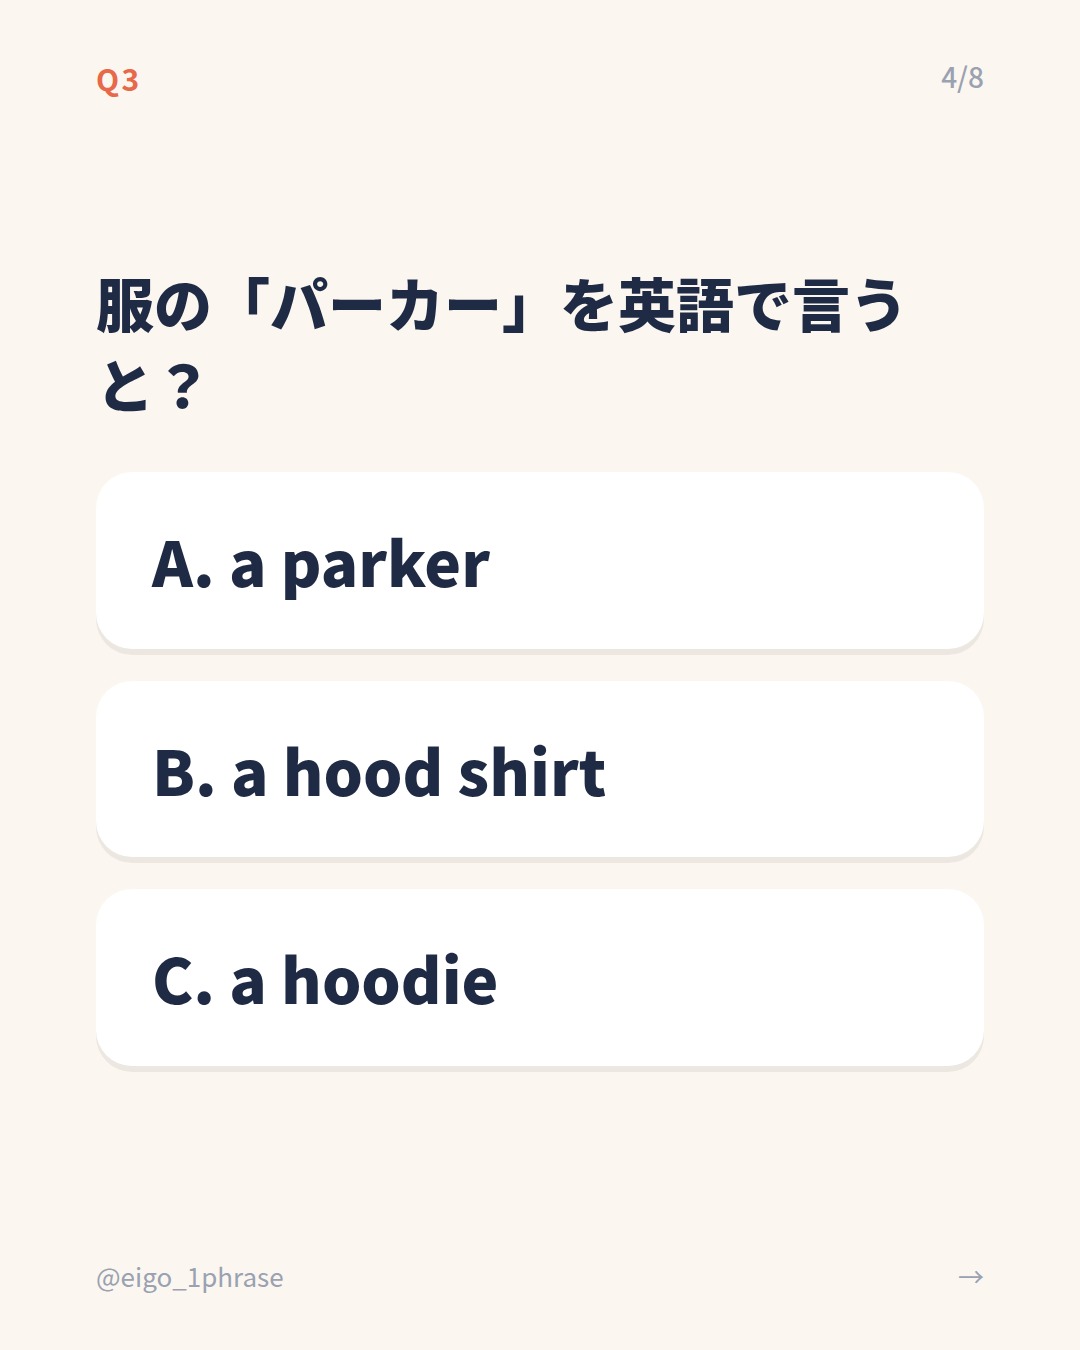 Q3
4/8
服の「パーカー」を英語で言う
と？
A. a parker
B. a hood shirt
C. a hoodie
@eigo_1phrase
→